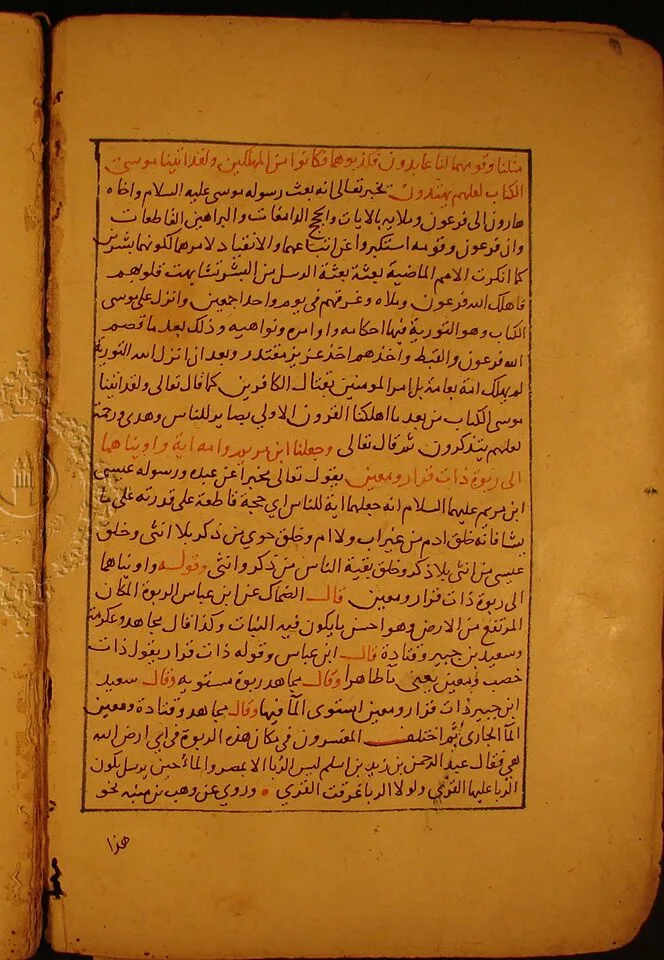 مثلنا وقومهما لنا عابدون فكذبوهما فكانوا من المهلكين ولقد اتينا موسى
الكتاب لعلهم يهتدون يخبر تعالى انه بعث رسوله موسى عليه السلام واخاه
هارون الى فرعون وملايه بالايات والحجج الدامغات والبراهين القاطعات
وان فرعون وقومه استكبروا عن اتباعهما والانقياد لامرهما لكونهما بشرين
كما انكرت الامم الماضية بعثة الرسل من البشر تشابهت قلوبهم
فاهلك الله فرعون وملاه وغرقهم في يوم واحد اجمعين وانزل على موسى
الكتاب وهو التورية فيها احكامه واوامره ونواهيه وذلك بعد ما قصم
الله فرعون والقبط واخذهم اخذ عزيز مقتدر وبعد ان انزل الله التورية
لم يهلك امة بعامة بل امر المومنين بقتال الكافرين كما قال تعالى ولقد اتينا
موسى الكتاب من بعد ما اهلكنا القرون الاولى بصاير للناس وهدى ورحمة
لعلهم يتذكرون ثم قال تعالى وجعلنا ابن مريم وامه اية واويناهما
الى ربوة ذات قرار ومعين يقول تعالى مخبرا عن عبده ورسوله عيسى
ابن مريم عليهما السلام انه جعلهما اية للناس اي حجة قاطعة على قدرته على ما
يشا فانه خلق ادم من غير اب ولا ام وخلق حوي من ذكر بلا انثى وخلق
عيسى من انثى بلا ذكر وخلق بقية الناس من ذكر وانثى وقوله واويناهما
الى ربوة ذات قرار ومعين قال الضحاك عن ابن عباس الربوة المكان
المرتفع من الارض وهو احسن ما يكون فيه النبات وكذا قال مجاهد وعكرمة
وسعيد بن جبير وقتادة قال ابن عباس وقوله ذات قرار يقول ذات
خصب ومعين يعني مآ ظاهرا وقال مجاهد ربوة مستويه وقال سعيد
ابن جبير ذات قرار ومعين استوى المآ فيها وقال مجاهد وقتادة ومعين
المآ الجاري ثم اختلف المفسرون في مكان هذه الربوة في اي ارض الله
هي فقال عبد الرحمن بن زيد بن اسلم ليس الربا الا بمصر والمآ حين يرسل يكون
الربا عليها القرى ولولا الربا غرقت القرى وروي عن وهب بن منبه نحو
هذا